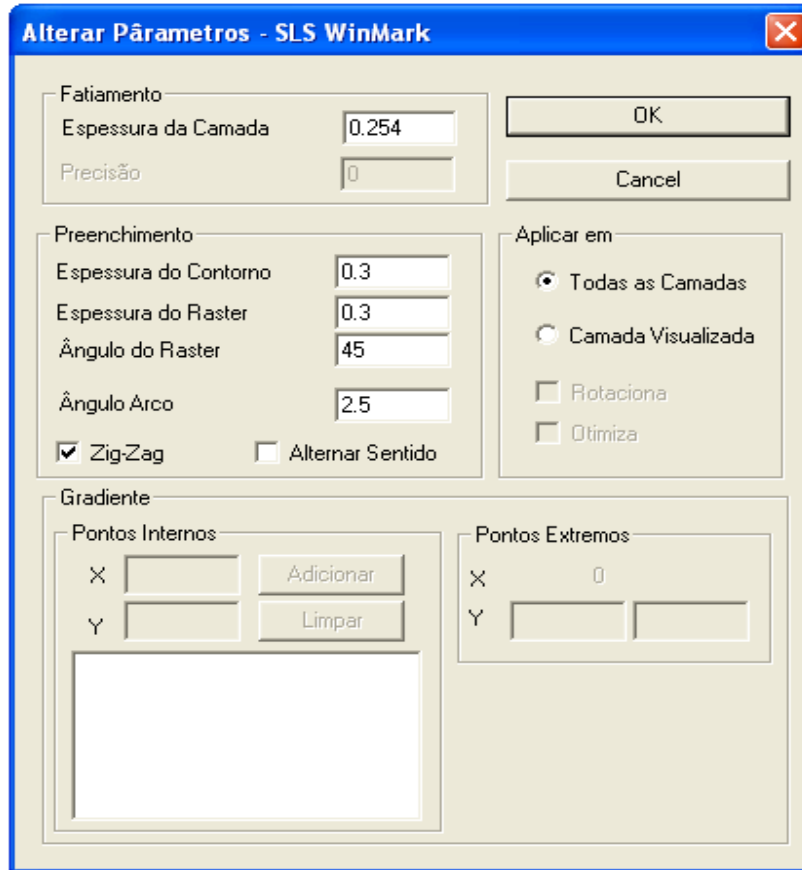 Alterar Pârametros - SLS WinMark
Fatiamento
Espessura da Camada 0.254
Precisão 0
OK
Cancel
Preenchimento
Espessura do Contorno 0.3
Espessura do Raster 0.3
Ângulo do Raster 45
Ângulo Arco 2.5
Zig-Zag Alternar Sentido
Aplicar em
Todas as Camadas
Camada Visualizada
Rotaciona
Otimiza
Gradiente
Pontos Internos
X Adicionar
Y Limpar
Pontos Extremos
X 0
Y